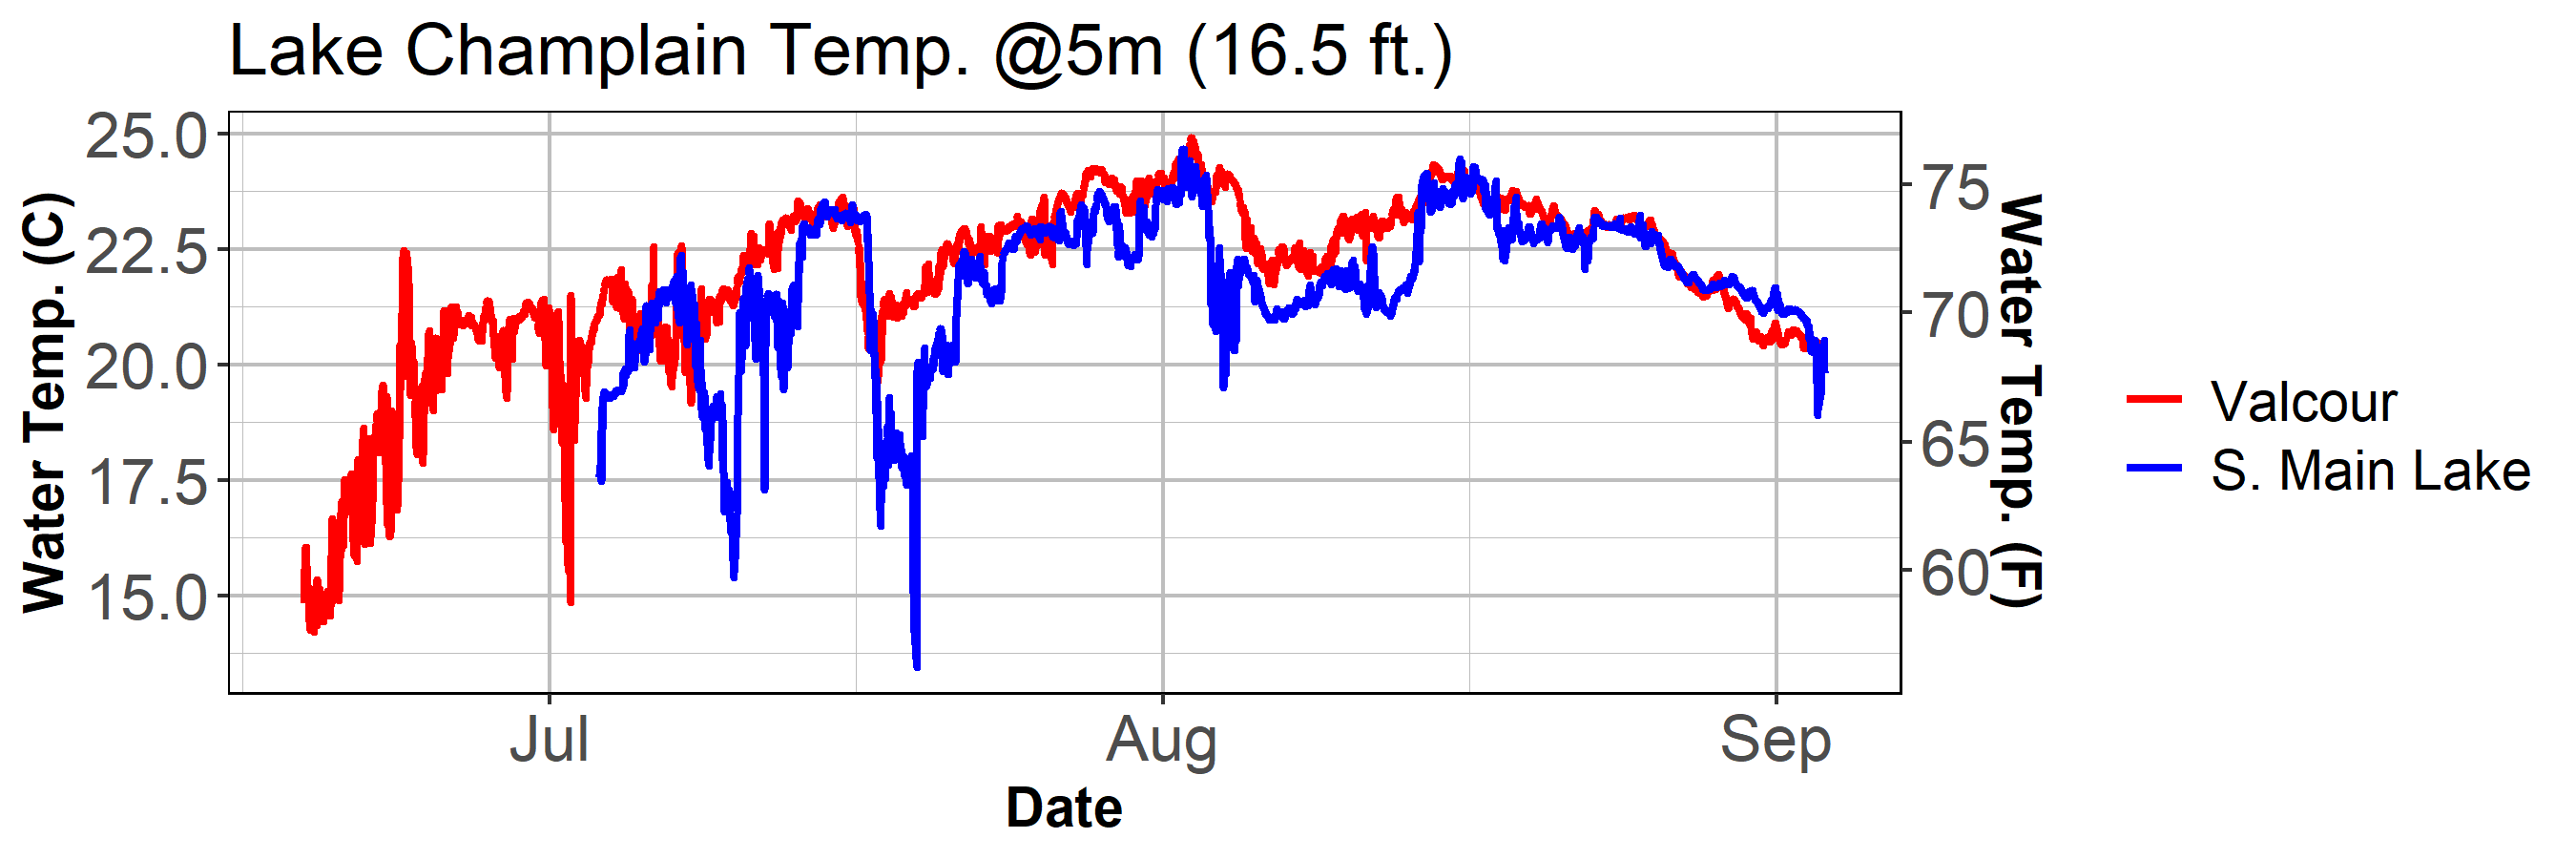 Lake Champlain Temp. @5m (16.5 ft.)
Water Temp. (C)
25.0
22.5
20.0
17.5
15.0
75
70
65
60
Water Temp. (F)
Jul
Aug
Sep
Date
Valcour
S. Main Lake